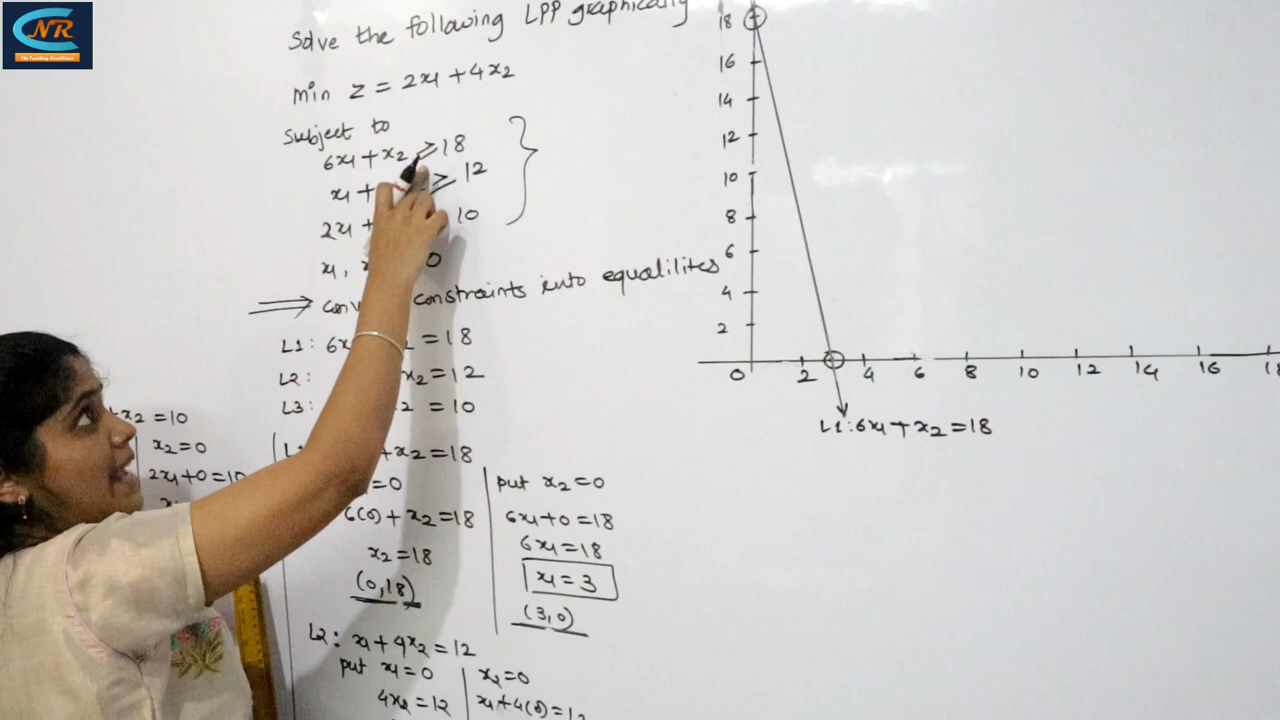 NR
Solve the following LPP graphically
min z = 2x1 + 4x2
Subject to
6x1 + x2 ≥ 18
x1 + ≥ 12
2x1 + 10
x1, 0
⇒ constraints into equalilites
L1: 6x = 18
L2: x2 = 12
L3: 2 = 10
+x2 = 18
=0
6(0) + x2 = 18
x2 = 18
(0,18)
put x2 = 0
6x1 + 0 = 18
6x1 = 18
x1 = 3
(3,0)
L2: x1 + 4x2 = 12
put x1 = 0
4x2 = 12
x2 = 0
x1 + 4(0) = 12
+x2 = 10
x2 = 0
2x1 + 0 = 10
18
16
14
12
10
8
6
4
2
0 2 4 6 8 10 12 14 16 18
L1: 6x1 + x2 = 18